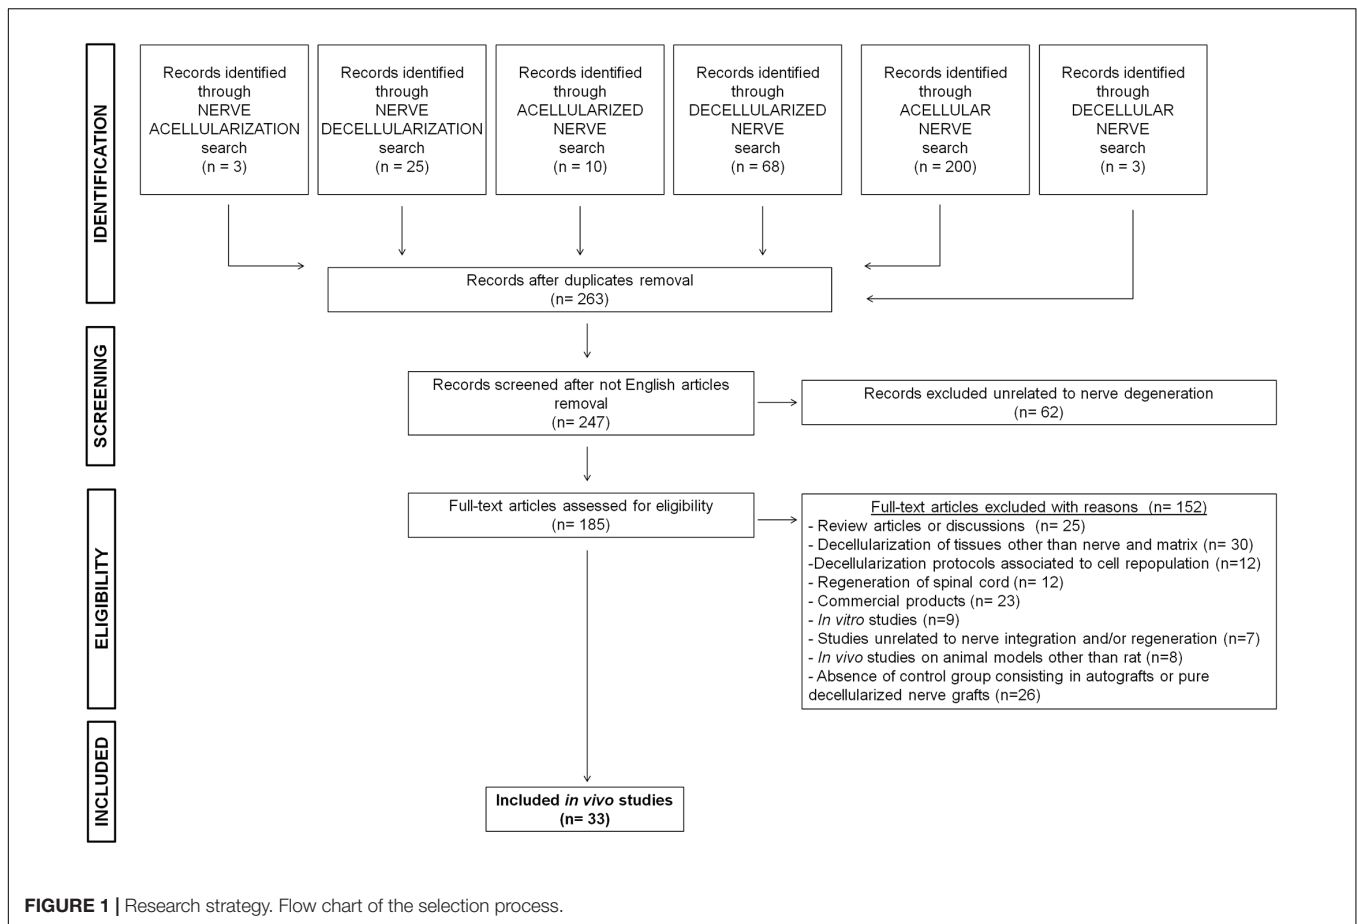 IDENTIFICATION
Records identified
through
NERVE
ACELLULARIZATION
search
(n = 3)
Records identified
through
NERVE
DECELLULARIZATION
search
(n = 25)
Records identified
through
ACELLULARIZED
NERVE
search
(n = 10)
Records identified
through
DECELLULARIZED
NERVE
search
(n = 68)
Records identified
through
ACELLULAR
NERVE
search
(n = 200)
Records identified
through
DECELLULAR
NERVE
search
(n = 3)
Records after duplicates removal
(n= 263)
SCREENING
Records screened after not English articles
removal
(n= 247)
Records excluded unrelated to nerve degeneration
(n= 62)
ELIGIBILITY
Full-text articles assessed for eligibility
(n= 185)
Full-text articles excluded with reasons (n= 152)
- Review articles or discussions (n= 25)
- Decellularization of tissues other than nerve and matrix (n= 30)
-Decellularization protocols associated to cell repopulation (n=12)
- Regeneration of spinal cord (n= 12)
- Commercial products (n= 23)
- In vitro studies (n=9)
- Studies unrelated to nerve integration and/or regeneration (n=7)
- In vivo studies on animal models other than rat (n=8)
- Absence of control group consisting in autografts or pure
decellularized nerve grafts (n=26)
INCLUDED
Included in vivo studies
(n= 33)
FIGURE 1 | Research strategy. Flow chart of the selection process.